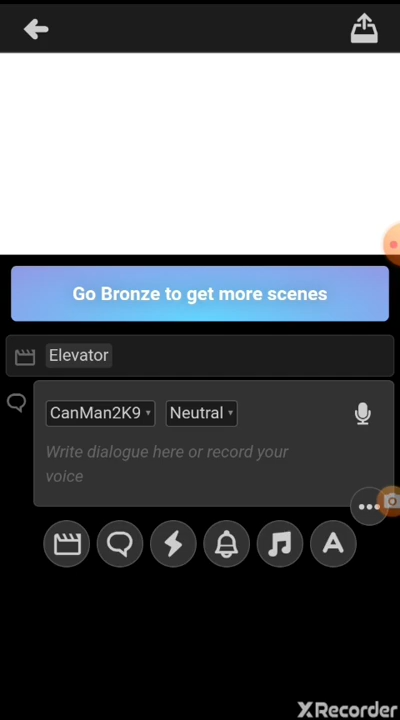 Go Bronze to get more scenes
Elevator
CanMan2K9 Neutral
Write dialogue here or record your
voice
A
XRecorder